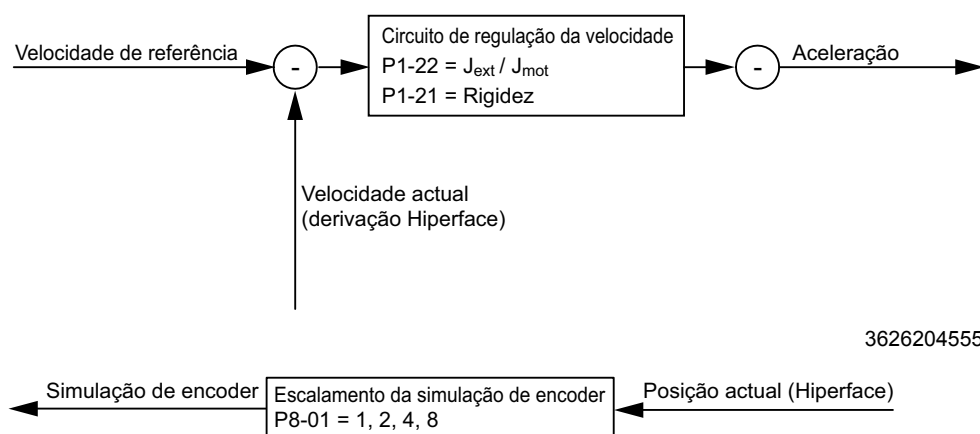 Velocidade de referência
-
Circuito de regulação da velocidade
P1-22 = Jext / Jmot
P1-21 = Rigidez
-
Aceleração
Velocidade actual
(derivação Hiperface)
3626204555
Simulação de encoder
Escalamento da simulação de encoder
P8-01 = 1, 2, 4, 8
Posição actual (Hiperface)